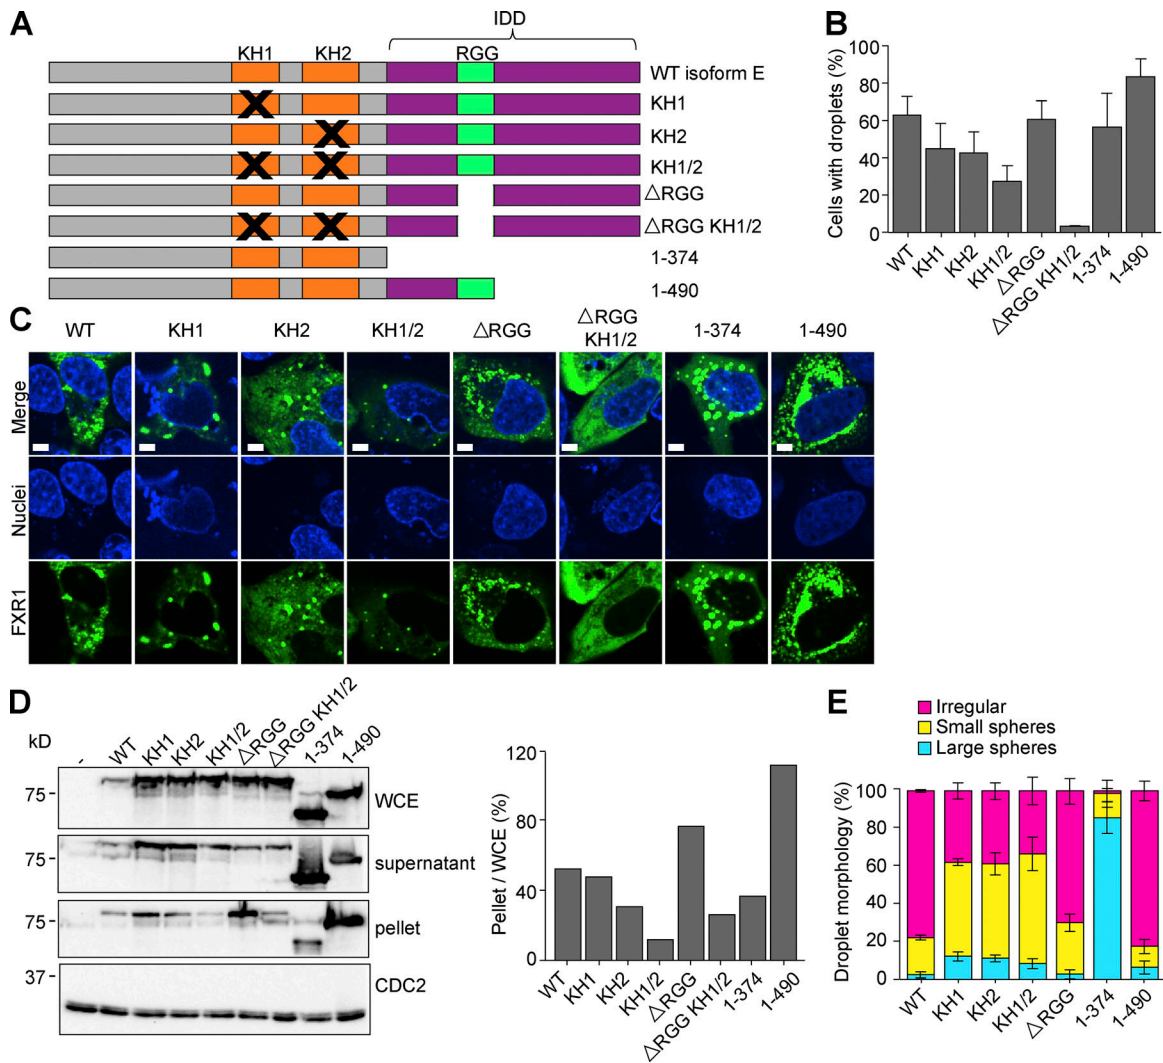 A
IDD
KH1 KH2 RGG
WT isoform E
KH1
KH2
KH1/2
△RGG
△RGG KH1/2
1-374
1-490
B
Cells with droplets (%)
100
80
60
40
20
0
WT KH1 KH2 KH1/2 △RGG △RGG KH1/2 1-374 1-490
C
WT KH1 KH2 KH1/2 △RGG △RGG KH1/2 1-374 1-490
Merge
Nuclei
FXR1
D
kD
- WT KH1 KH2 KH1/2 △RGG △RGG KH1/2 1-374 1-490
75 WCE
75 supernatant
75 pellet
37 CDC2
Pellet / WCE (%)
120
80
40
0
WT KH1 KH2 KH1/2 △RGG △RGG KH1/2 1-374 1-490
E
Irregular
Small spheres
Large spheres
Droplet morphology (%)
100
80
60
40
20
0
WT KH1 KH2 KH1/2 △RGG 1-374 1-490